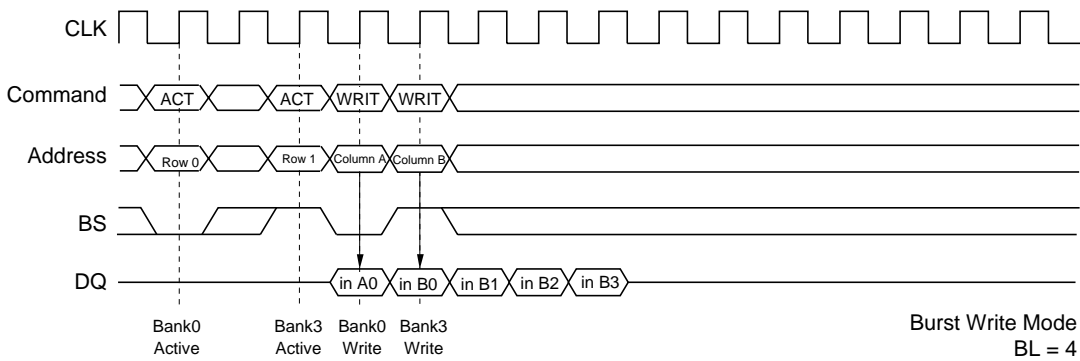 CLK
Command ACT ACT WRIT WRIT
Address Row 0 Row 1 Column A Column B
BS
DQ in A0 in B0 in B1 in B2 in B3
Bank0 Bank3 Bank0 Bank3 Burst Write Mode
Active Active Write Write BL = 4